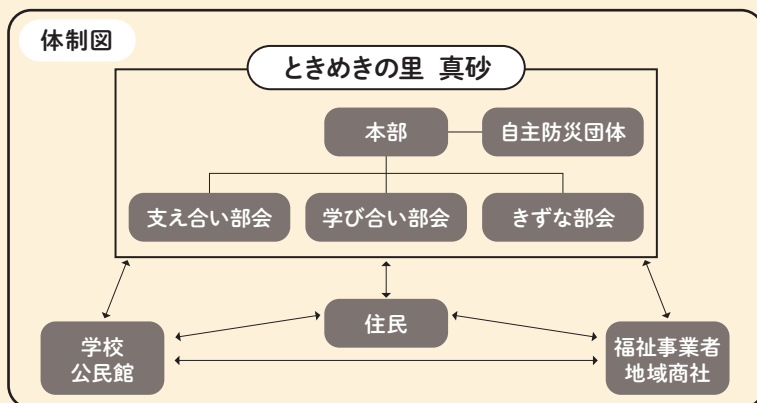 体制図
ときめきの里 真砂
本部
自主防災団体
支え合い部会
学び合い部会
きずな部会
住民
学校
公民館
福祉事業者
地域商社